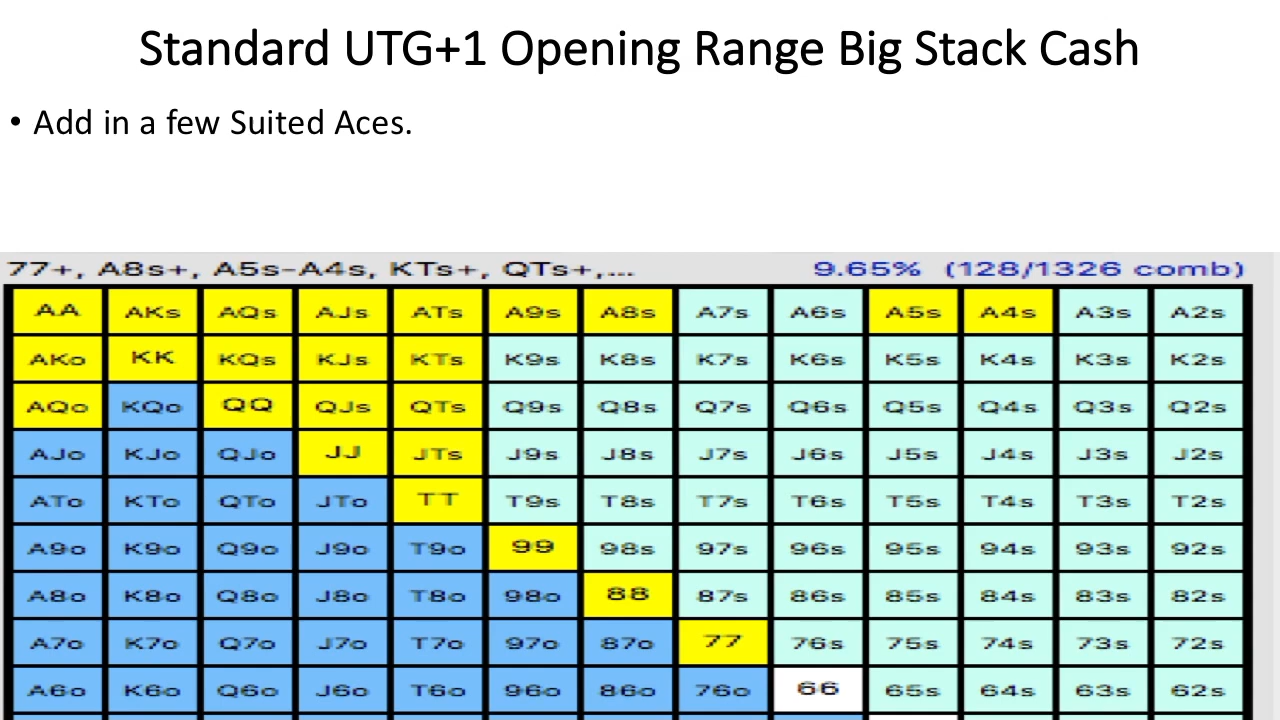 Standard UTG+1 Opening Range Big Stack Cash
• Add in a few Suited Aces.
77+, A8s+, A5s-A4s, KTs+, QTs+,... 9.65% (128/1326 comb)
AA AKs AQs AJs ATs A9s A8s A7s A6s A5s A4s A3s A2s
AKo KK KQs KJs KTs K9s K8s K7s K6s K5s K4s K3s K2s
AQo KQo QQ QJs QTs Q9s Q8s Q7s Q6s Q5s Q4s Q3s Q2s
AJo KJo QJo JJ JTs J9s J8s J7s J6s J5s J4s J3s J2s
ATo KTo QTo JTo TT T9s T8s T7s T6s T5s T4s T3s T2s
A9o K9o Q9o J9o T9o 99 98s 97s 96s 95s 94s 93s 92s
A8o K8o Q8o J8o T8o 98o 88 87s 86s 85s 84s 83s 82s
A7o K7o Q7o J7o T7o 97o 87o 77 76s 75s 74s 73s 72s
A6o K6o Q6o J6o T6o 96o 86o 76o 66 65s 64s 63s 62s